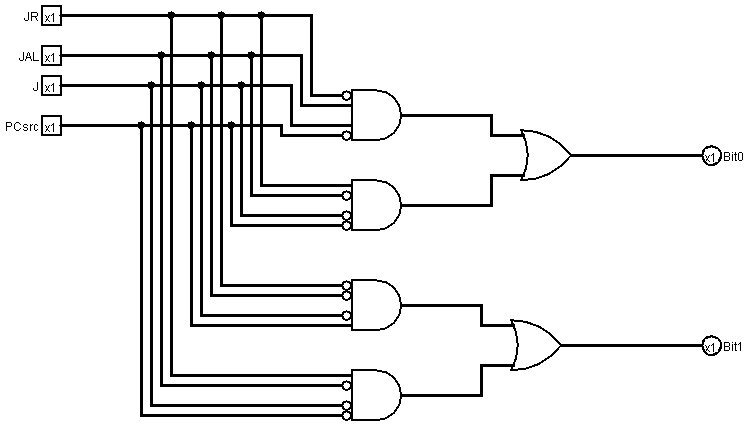 JR x1
JAL x1
J x1
PCsrc x1
x1 Bit0
x1 Bit1